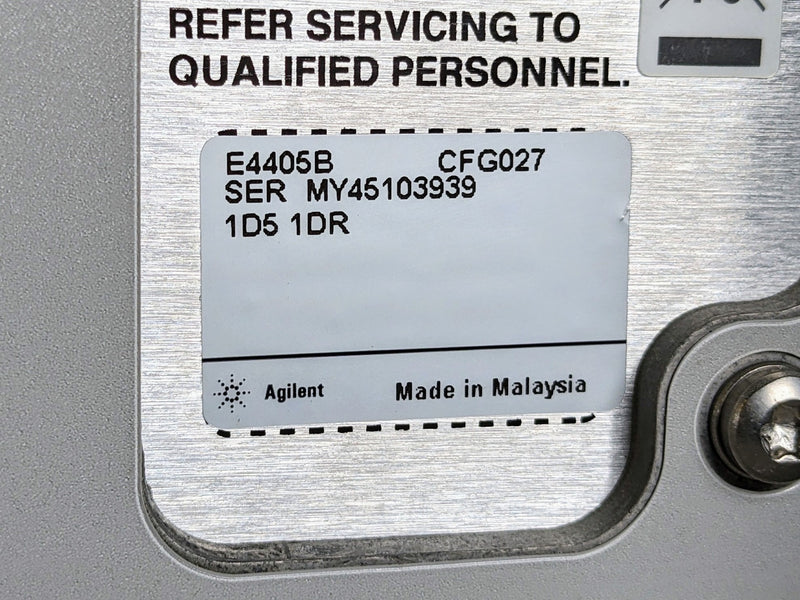 REFER SERVICING TO
QUALIFIED PERSONNEL.
E4405B CFG027
SER MY45103939
1D5 1DR
Agilent Made in Malaysia